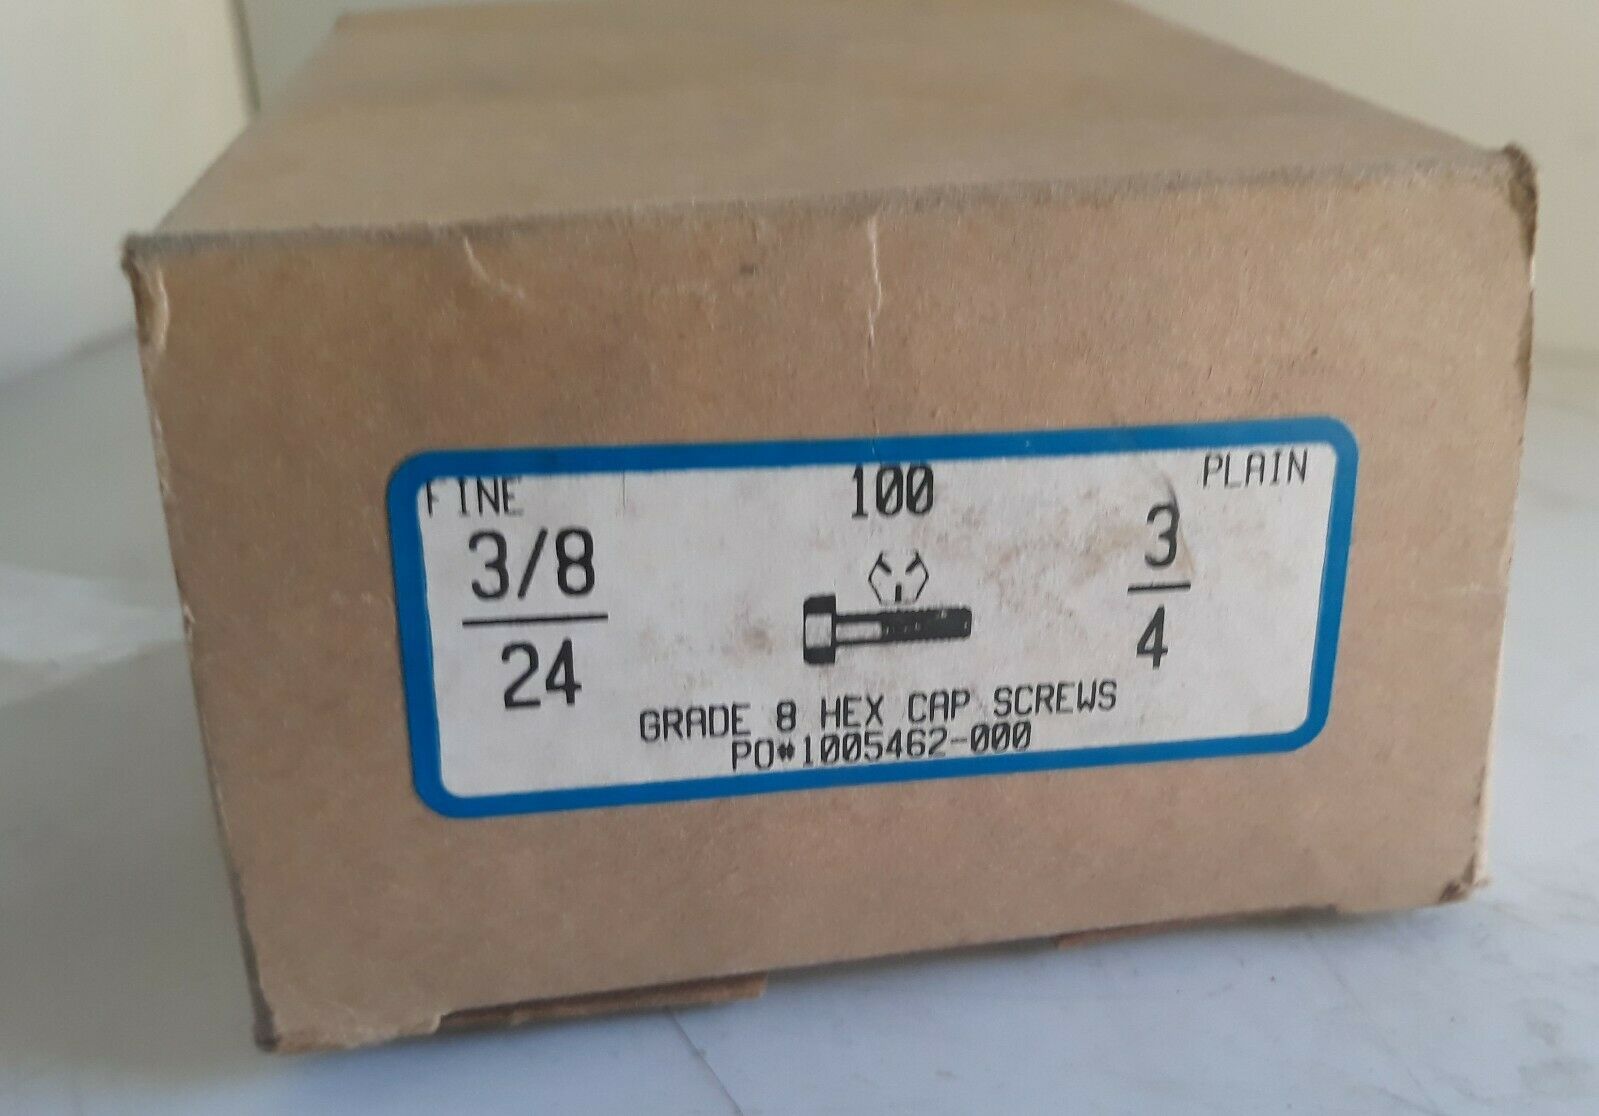 FINE
100
PLAIN
3/8
24
3
4
GRADE 8 HEX CAP SCREWS
PO#1005462-000